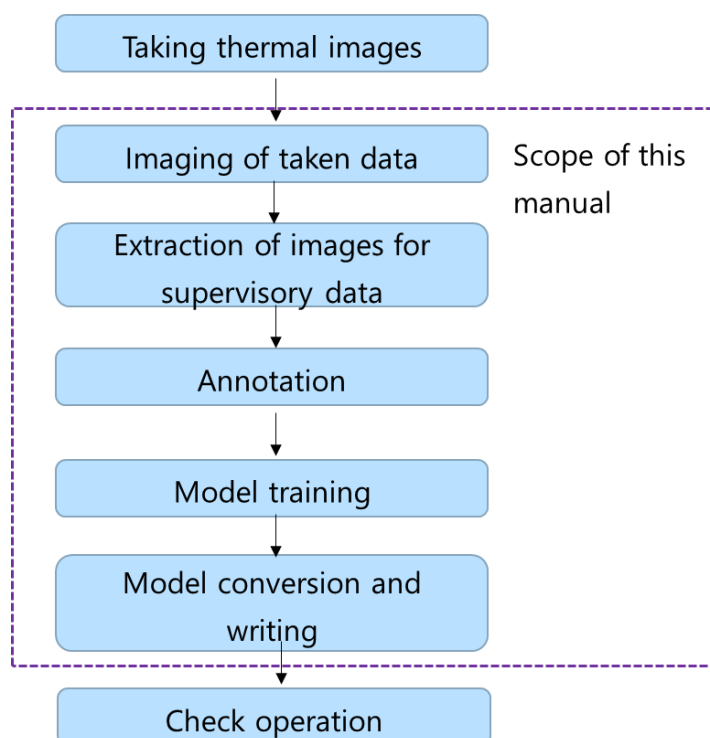 Taking thermal images
Imaging of taken data
Scope of this
manual
Extraction of images for
supervisory data
Annotation
Model training
Model conversion and
writing
Check operation